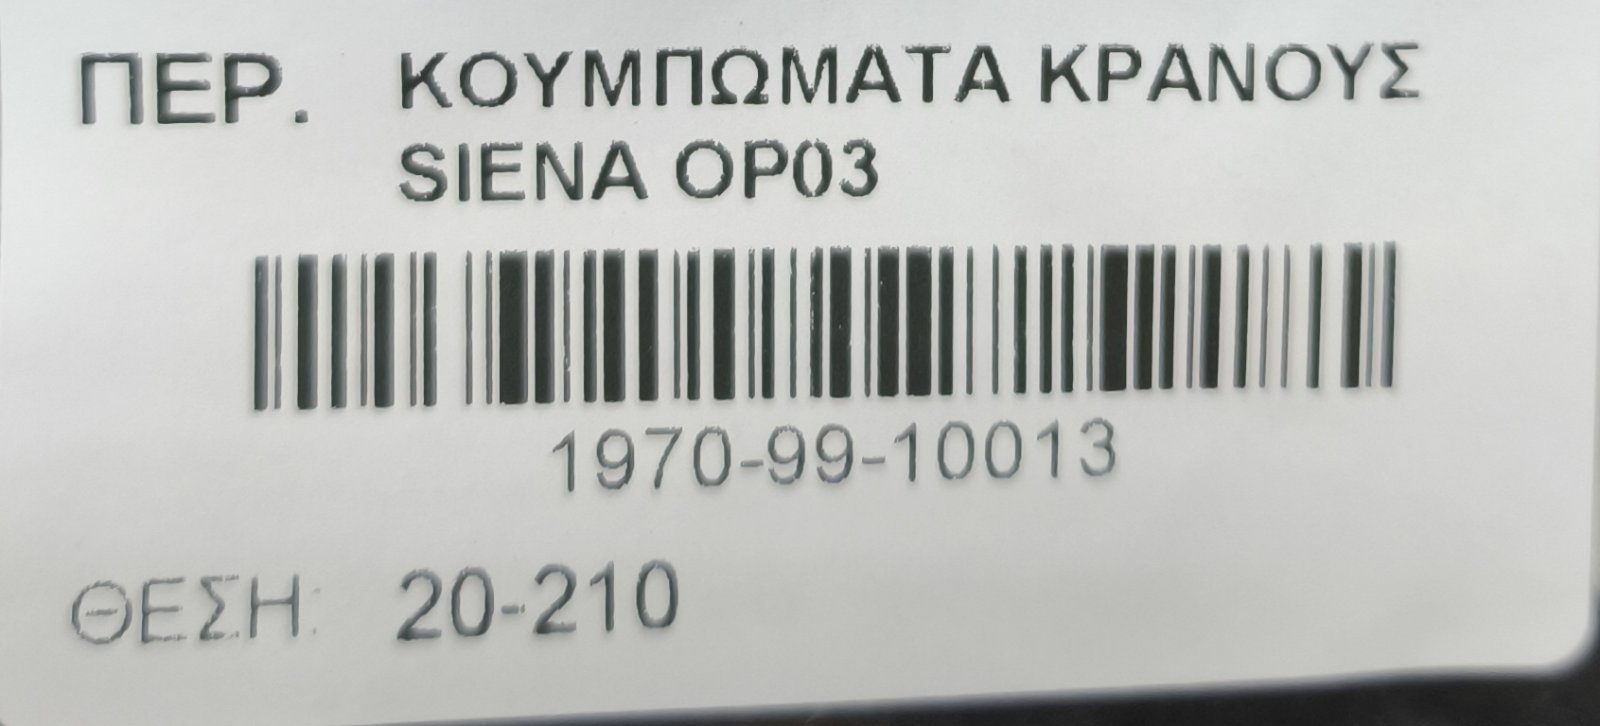 ΠΕΡ. ΚΟΥΜΠΩΜΑΤΑ ΚΡΑΝΟΥΣ
SIENA OP03
1970-99-10013
ΘΕΣΗ: 20-210